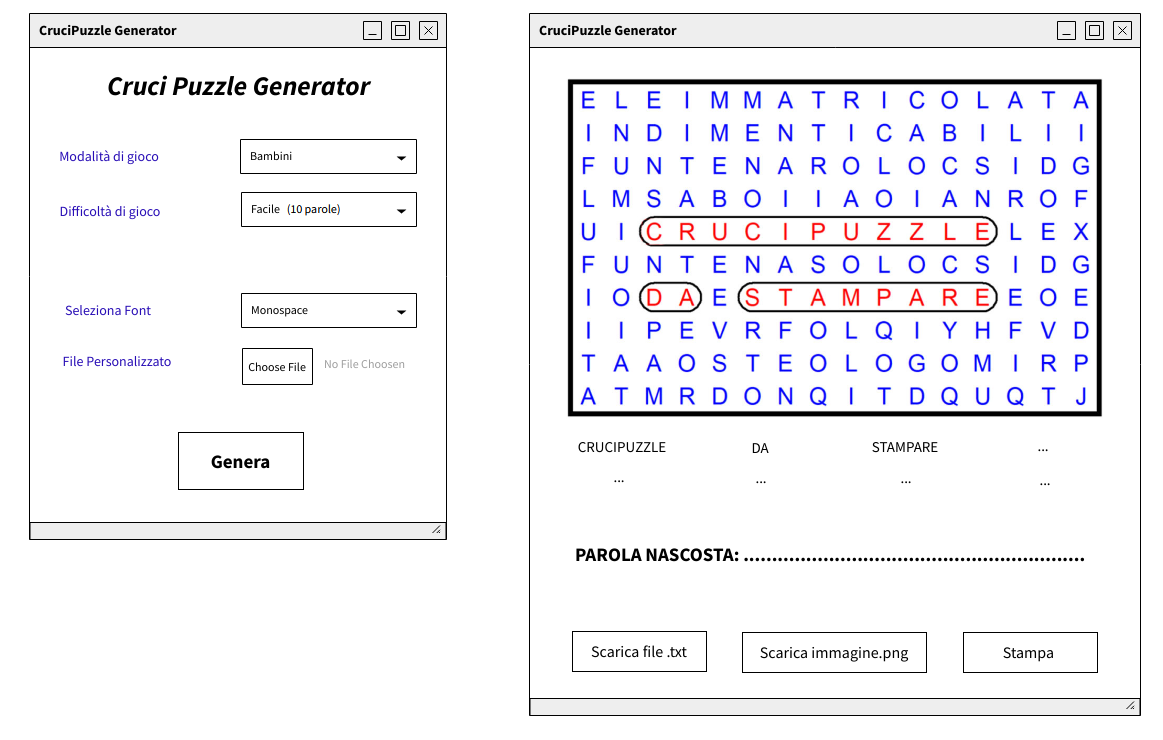 CruciPuzzle Generator
Cruci Puzzle Generator
Modalità di gioco
Bambini
Difficoltà di gioco
Facile (10 parole)
Seleziona Font
Monospace
File Personalizzato
Choose File
No File Choosen
Genera
CruciPuzzle Generator
E L E I M M A T R I C O L A T A
I N D I M E N T I C A B I L I I
F U N T E N A R O L O C S I D G
L M S A B O I I A O I A N R O F
U I C R U C I P U Z Z L E L E X
F U N T E N A S O L O C S I D G
I O D A E S T A M P A R E E O E
I I P E V R F O L Q I Y H F V D
T A A O S T E O L O G O M I R P
A T M R D O N Q I T D Q U Q T J
CRUCIPUZZLE DA STAMPARE ...
... ... ... ...
PAROLA NASCOSTA: ............................................................
Scarica file .txt
Scarica immagine.png
Stampa